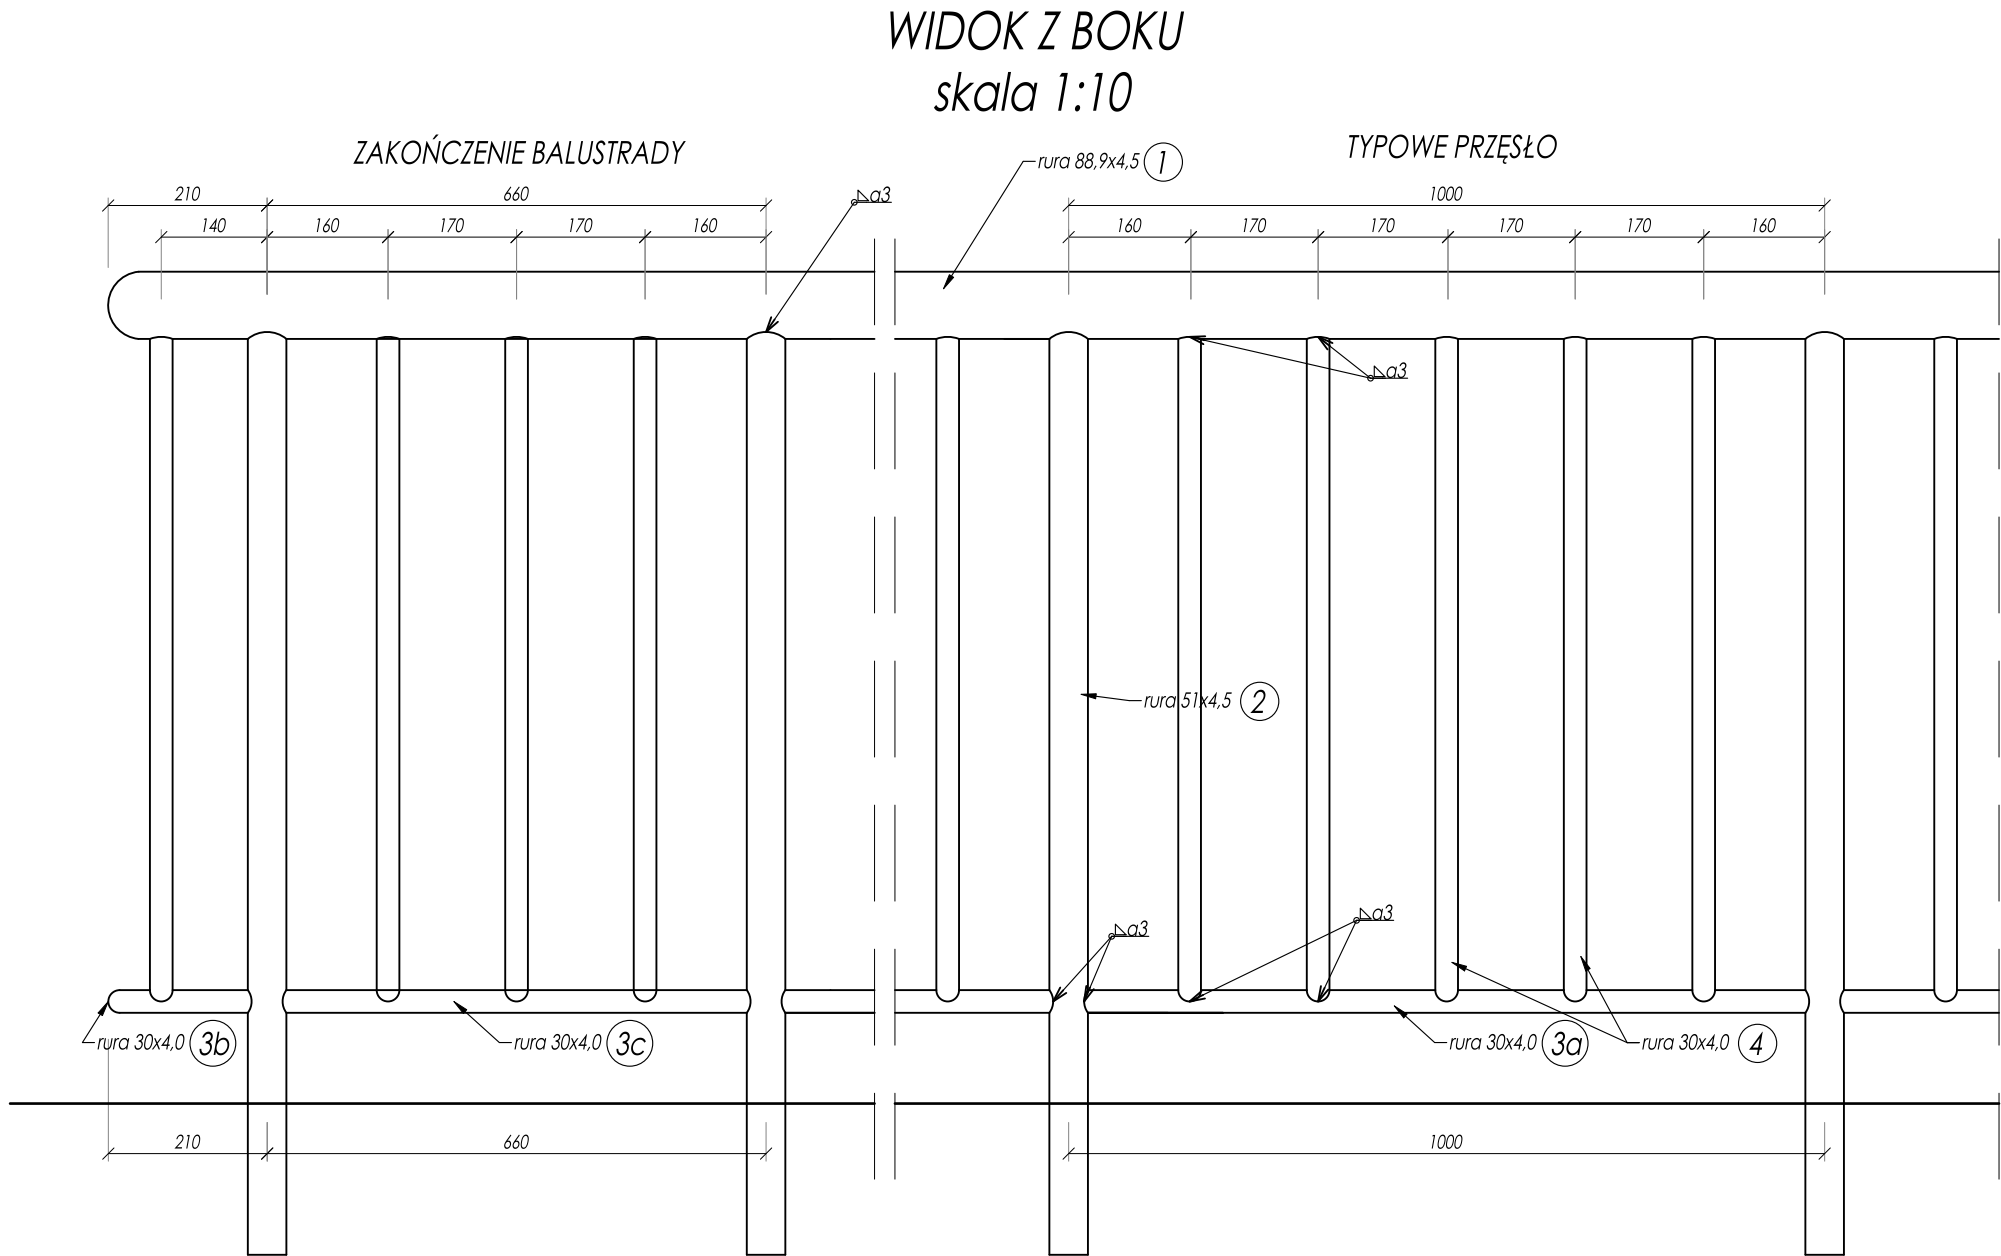 WIDOK Z BOKU
skala 1:10
ZAKOŃCZENIE BALUSTRADY
TYPOWE PRZĘSŁO
rura 88,9x4,5 1
210 660 1000
a3
140 160 170 170 160
160 170 170 170 170 160
a3
rura 51x4,5 2
a3
a3
rura 30x4,0 3b
rura 30x4,0 3c
rura 30x4,0 3a
rura 30x4,0 4
210 660 1000